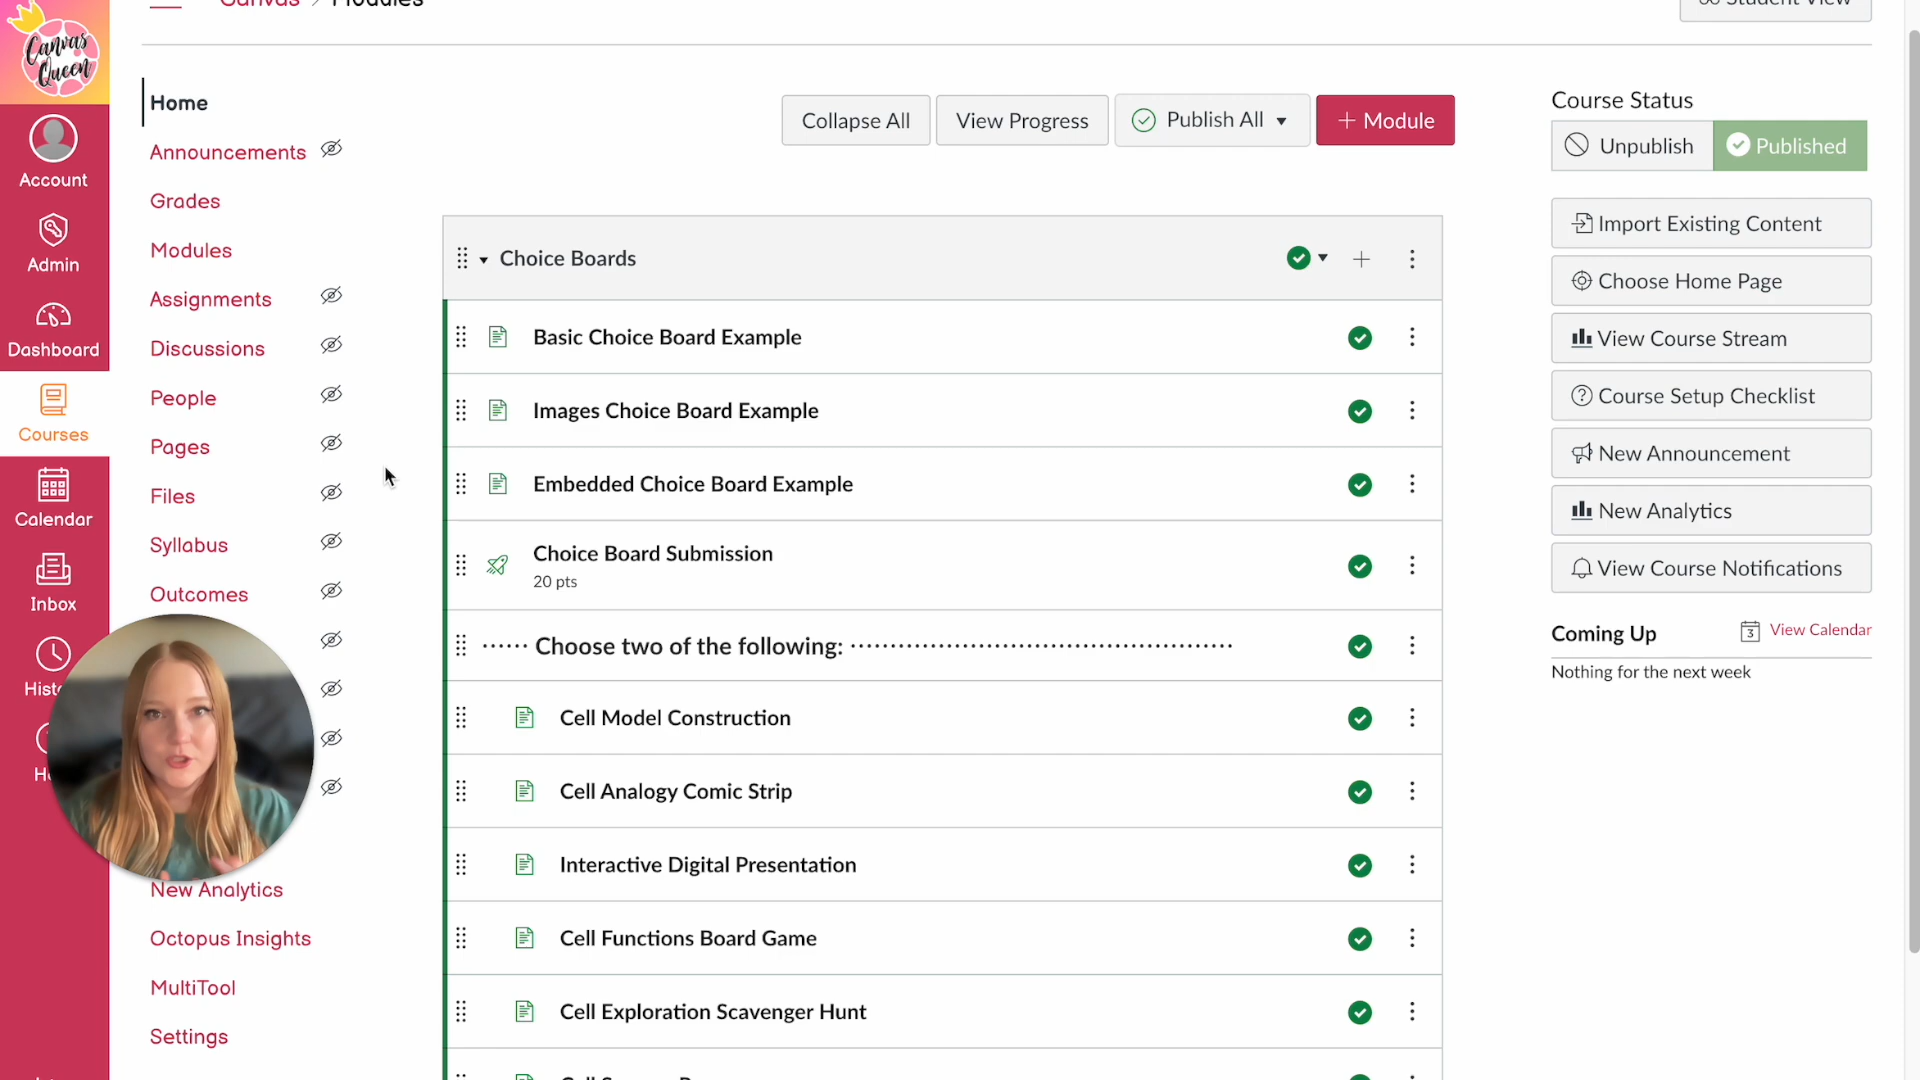 Canvas > Modules
Student View
Canvas
Queen
Account
Admin
Dashboard
Courses
Calendar
Inbox
Home
Announcements
Grades
Modules
Assignments
Discussions
People
Pages
Files
Syllabus
Outcomes
New Analytics
Octopus Insights
MultiTool
Settings
Collapse All
View Progress
Publish All
+ Module
Choice Boards
Basic Choice Board Example
Images Choice Board Example
Embedded Choice Board Example
Choice Board Submission
20 pts
Choose two of the following:
Cell Model Construction
Cell Analogy Comic Strip
Interactive Digital Presentation
Cell Functions Board Game
Cell Exploration Scavenger Hunt
Course Status
Unpublish
Published
Import Existing Content
Choose Home Page
View Course Stream
Course Setup Checklist
New Announcement
New Analytics
View Course Notifications
Coming Up
3
View Calendar
Nothing for the next week